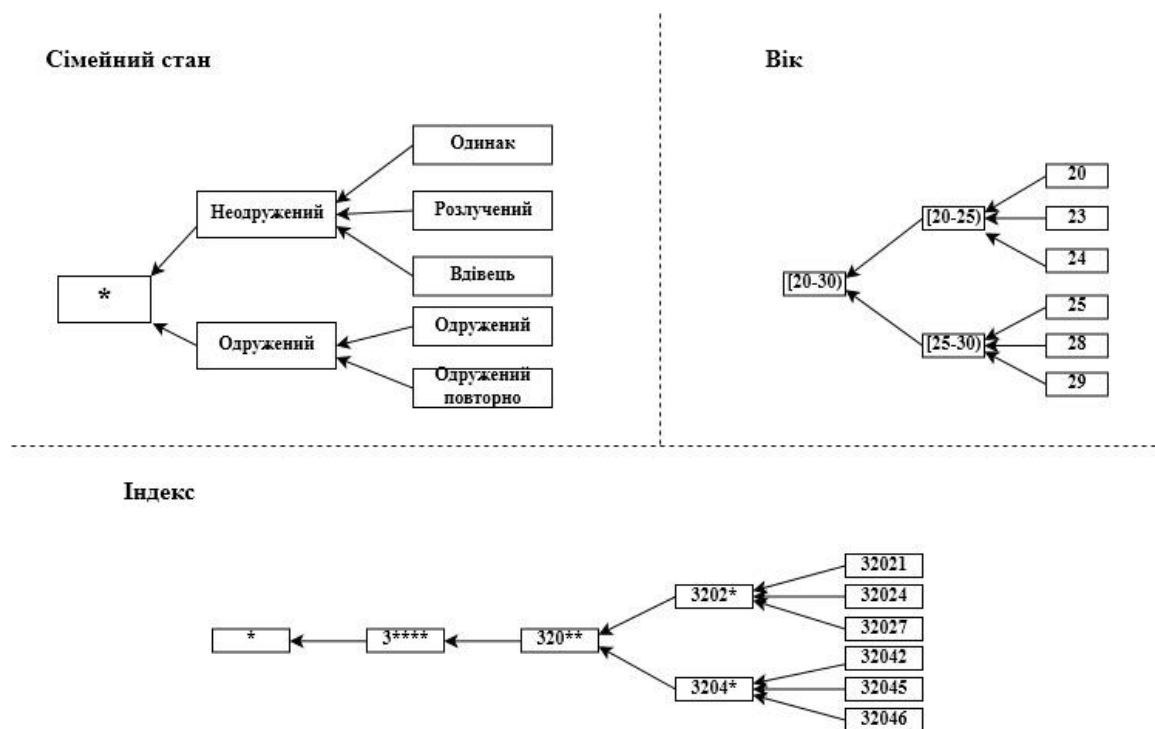 Сімейний стан
Вік
Одинак
Неодружений
Розлучений
Вдівець
*
Одружений
Одружений
Одружений
повторно
20
[20-25)
23
24
[20-30)
25
[25-30)
28
29
Індекс
32021
3202*
32024
32027
*
3****
320**
32042
3204*
32045
32046